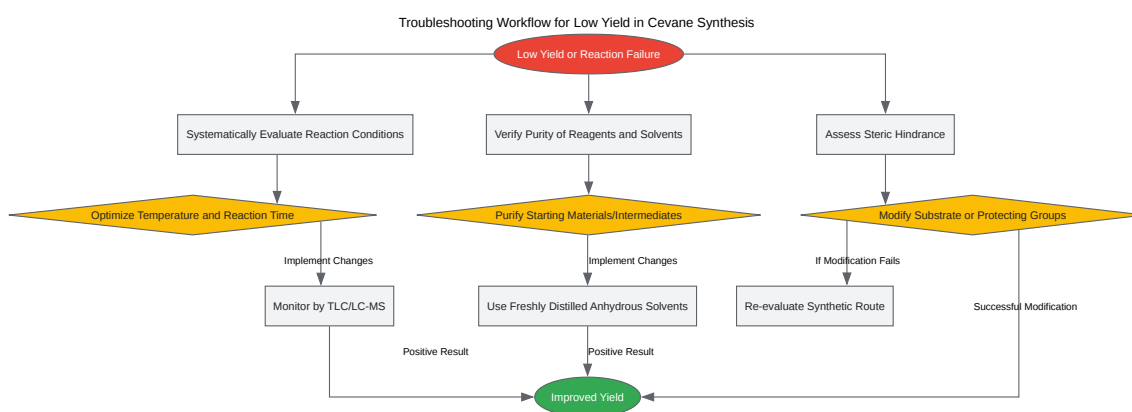 Troubleshooting Workflow for Low Yield in Cevane Synthesis
Low Yield or Reaction Failure
Systematically Evaluate Reaction Conditions
Verify Purity of Reagents and Solvents
Assess Steric Hindrance
Optimize Temperature and Reaction Time
Purify Starting Materials/Intermediates
Modify Substrate or Protecting Groups
Implement Changes
Implement Changes
If Modification Fails
Monitor by TLC/LC-MS
Use Freshly Distilled Anhydrous Solvents
Re-evaluate Synthetic Route
Successful Modification
Positive Result
Positive Result
Improved Yield